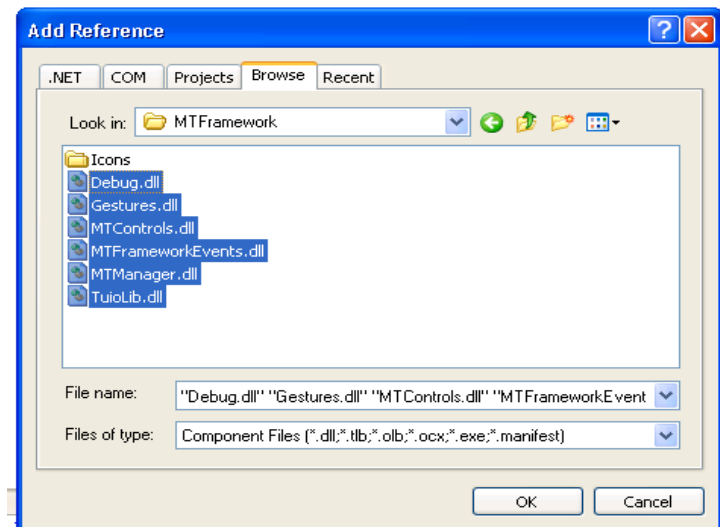 Add Reference
.NET COM Projects Browse Recent
Look in: MTFramework
Icons
Debug.dll
Gestures.dll
MTControls.dll
MTFrameworkEvents.dll
MTManager.dll
TuioLib.dll
File name: "Debug.dll" "Gestures.dll" "MTControls.dll" "MTFrameworkEvent
Files of type: Component Files (*.dll;*.tlb;*.olb;*.ocx;*.exe;*.manifest)
OK Cancel